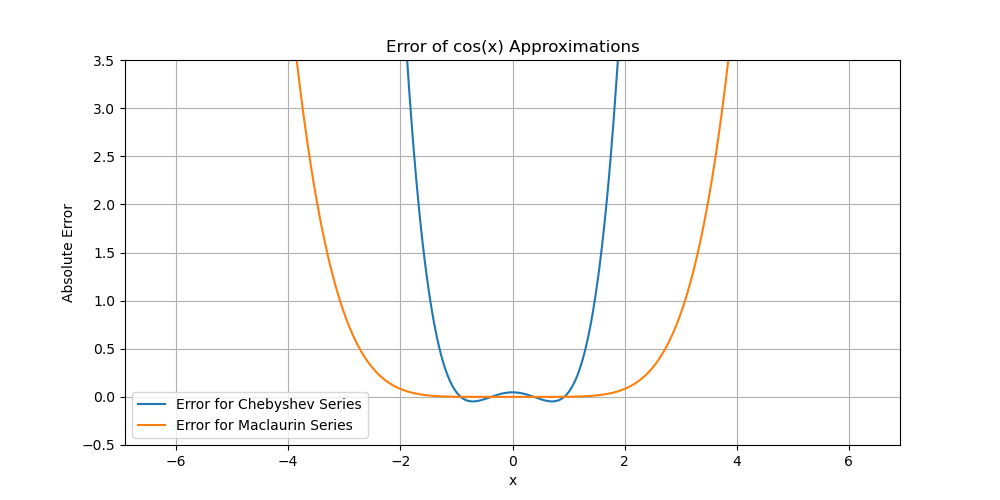 Error of cos(x) Approximations
3.5
3.0
2.5
2.0
1.5
1.0
0.5
0.0
−0.5
Absolute Error
Error for Chebyshev Series
Error for Maclaurin Series
−6 −4 −2 0 2 4 6
x